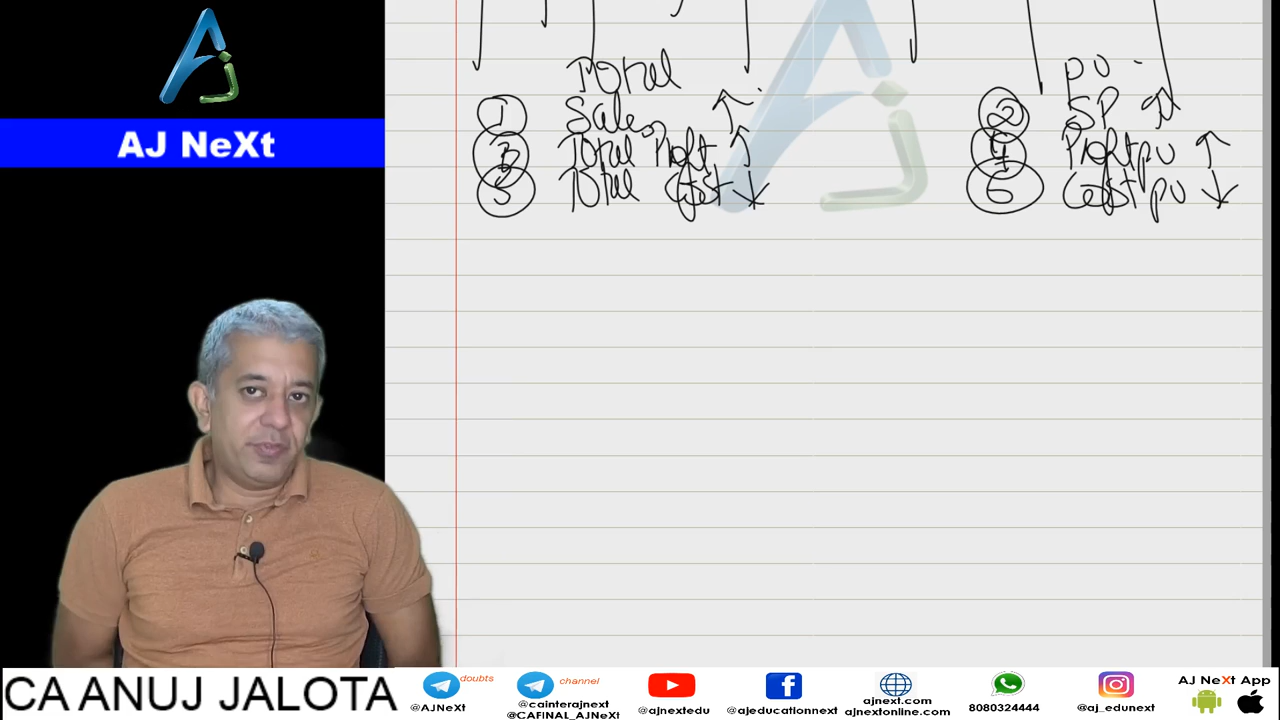 AJ NeXt
Total
pu
① Sales ↑
② SP ↑
③ Total Profit ↑
④ Profit pu ↑
⑤ Total Cost ↓
⑥ Cost pu ↓
CA ANUJ JALOTA
doubts
@AJNeXt
channel
@cainterajnext
@CAFINAL_AJNeXt
@ajnextedu
@ajeducationnext
ajnext.com
ajnextonline.com
8080324444
@aj_edunext
AJ NeXt App